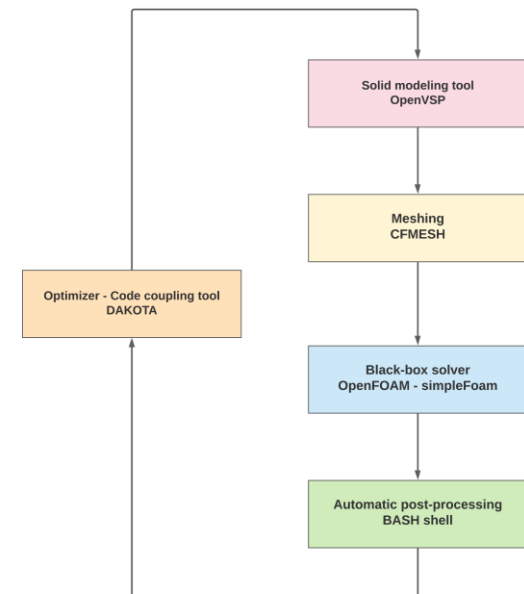 Solid modeling tool
OpenVSP
Meshing
CFMESH
Optimizer - Code coupling tool
DAKOTA
Black-box solver
OpenFOAM - simpleFoam
Automatic post-processing
BASH shell